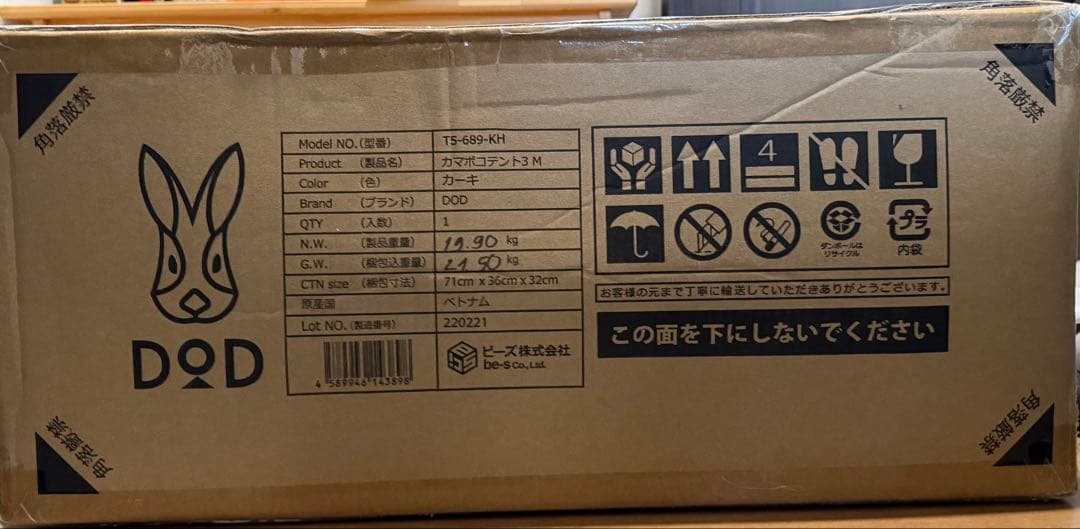 角落厳禁
角落厳禁
DOD
Model NO.(型番) T5-689-KH
Product (製品名) カマボコテント3 M
Color (色) カーキ
Brand (ブランド) DOD
QTY (入数) 1
N.W. (製品重量) 19.90 kg
G.W. (梱包込重量) 21.90 kg
CTN size (梱包寸法) 71cm x 36cm x 32cm
原産国 ベトナム
Lot NO. (製造番号) 220221
4 589946 143898
ビーズ株式会社
be-s Co., Ltd.
4
ダンボールは
リサイクル
プラ
内袋
お客様の元まで丁寧に輸送していただきありがとうございます。
この面を下にしないでください
角落厳禁
角落厳禁